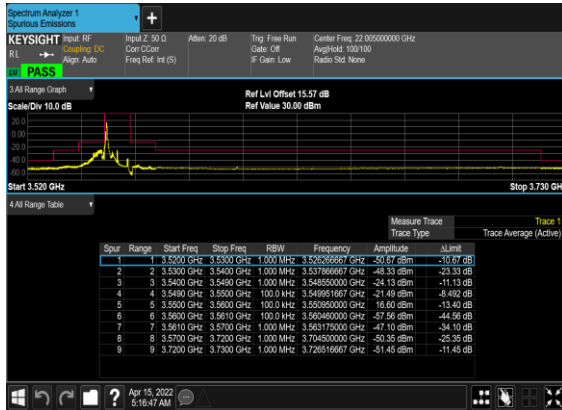 Spectrum Analyzer 1
Spurious Emissions
+
KEYSIGHT Input: RF Input Z: 50 Ω Atten: 20 dB Trig: Free Run Center Freq: 22.005000000 GHz
RL Coupling: DC Corr CCorr Gate: Off Avg|Hold: 100/100
Align: Auto Freq Ref: Int (S) IF Gain: Low Radio Std: None
LXI PASS
3 All Range Graph
Ref Lvl Offset 15.57 dB
Scale/Div 10.0 dB Ref Value 30.00 dBm
20.0
0.00
-20.0
-40.0
-60.0
Start 3.520 GHz Stop 3.730 GH
4 All Range Table
Measure Trace Trace 1
Trace Type Trace Average (Active)
Spur Range Start Freq Stop Freq RBW Frequency Amplitude ΔLimit
1 1 3.5200 GHz 3.5300 GHz 1.000 MHz 3.526266667 GHz -50.67 dBm -10.67 dB
2 2 3.5300 GHz 3.5400 GHz 1.000 MHz 3.537866667 GHz -48.33 dBm -23.33 dB
3 3 3.5400 GHz 3.5490 GHz 1.000 MHz 3.548550000 GHz -24.13 dBm -11.13 dB
4 4 3.5490 GHz 3.5500 GHz 100.0 kHz 3.549951667 GHz -21.49 dBm -8.492 dB
5 5 3.5500 GHz 3.5600 GHz 100.0 kHz 3.550950000 GHz 16.60 dBm -13.40 dB
6 6 3.5600 GHz 3.5610 GHz 100.0 kHz 3.560460000 GHz -57.56 dBm -44.56 dB
7 7 3.5610 GHz 3.5700 GHz 1.000 MHz 3.563175000 GHz -47.10 dBm -34.10 dB
8 8 3.5700 GHz 3.7200 GHz 1.000 MHz 3.704500000 GHz -50.35 dBm -25.35 dB
9 9 3.7200 GHz 3.7300 GHz 1.000 MHz 3.726516667 GHz -51.45 dBm -11.45 dB
? Apr 15, 2022
5:16:47 AM